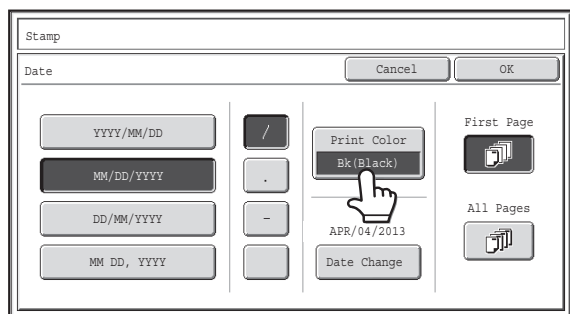 Stamp
Date
Cancel
OK
YYYY/MM/DD
MM/DD/YYYY
DD/MM/YYYY
MM DD, YYYY
/
.
-
Print Color
Bk(Black)
APR/04/2013
Date Change
First Page
All Pages